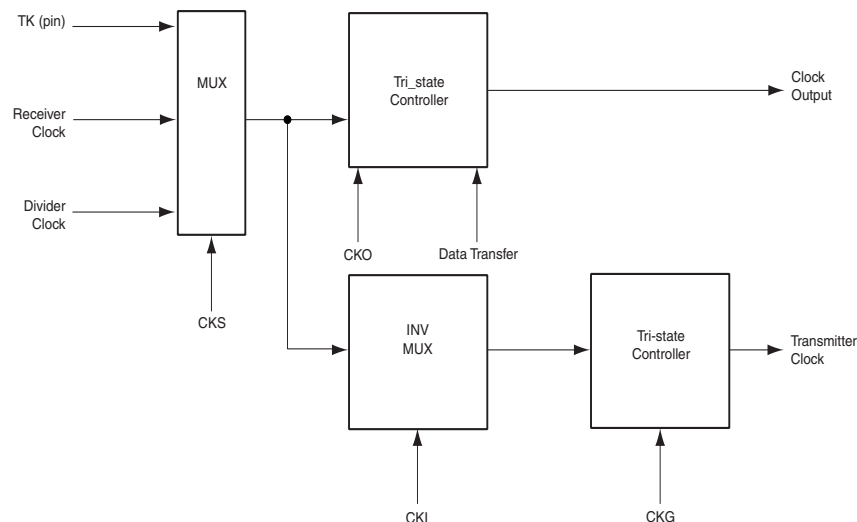 TK (pin)
MUX
Tri_state
Controller
Clock
Output
Receiver
Clock
Divider
Clock
CKO
Data Transfer
CKS
INV
MUX
Tri-state
Controller
Transmitter
Clock
CKI
CKG